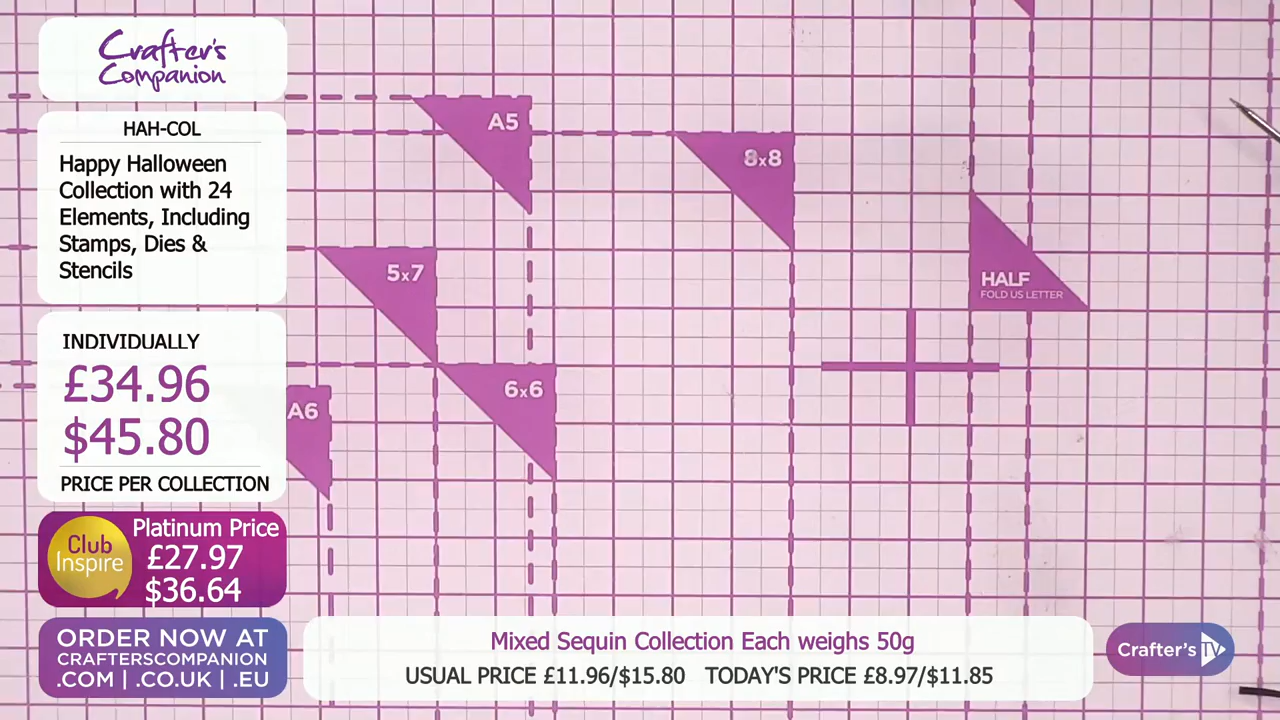 Crafter's
Companion
HAH-COL
Happy Halloween
Collection with 24
Elements, Including
Stamps, Dies &
Stencils
INDIVIDUALLY
£34.96
$45.80
PRICE PER COLLECTION
Club
Inspire
Platinum Price
£27.97
$36.64
ORDER NOW AT
CRAFTERSCOMPANION
.COM | .CO.UK | .EU
A5
8x8
5x7
HALF
FOLD US LETTER
6x6
A6
Mixed Sequin Collection Each weighs 50g
USUAL PRICE £11.96/$15.80 TODAY'S PRICE £8.97/$11.85
Crafter's TV